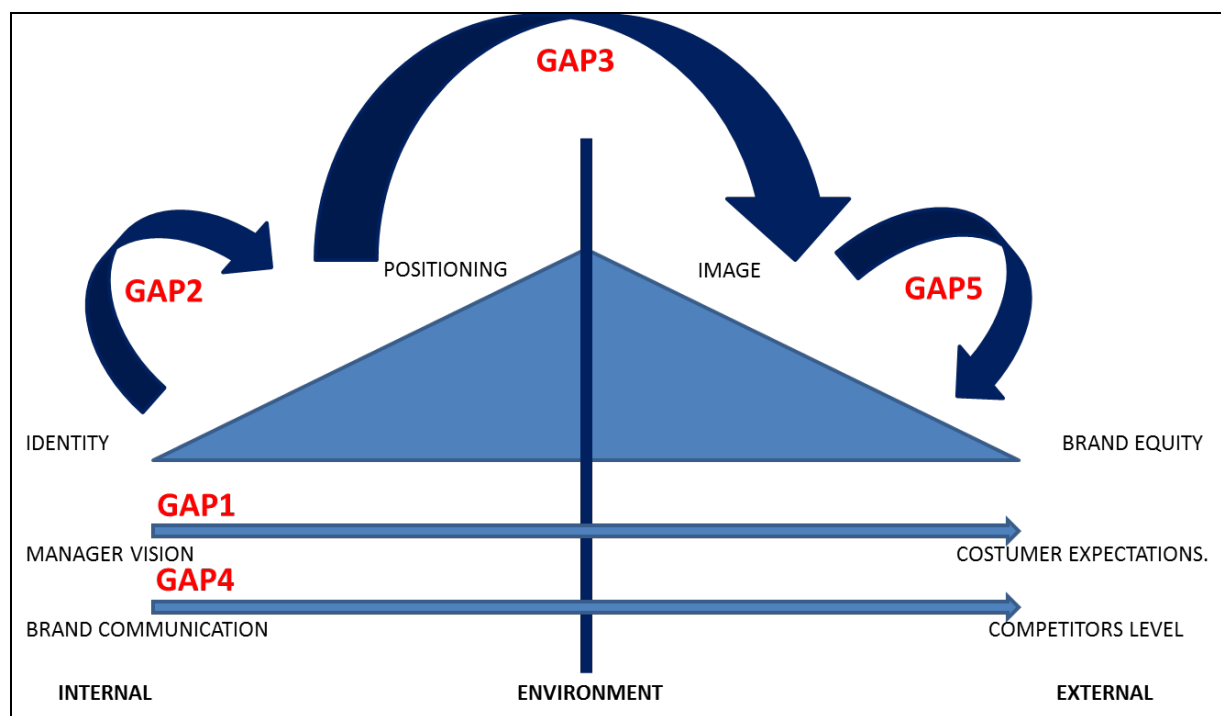 GAP3
POSITIONING
IMAGE
GAP2
GAP5
IDENTITY
BRAND EQUITY
GAP1
MANAGER VISION
COSTUMER EXPECTATIONS.
GAP4
BRAND COMMUNICATION
COMPETITORS LEVEL
INTERNAL
ENVIRONMENT
EXTERNAL